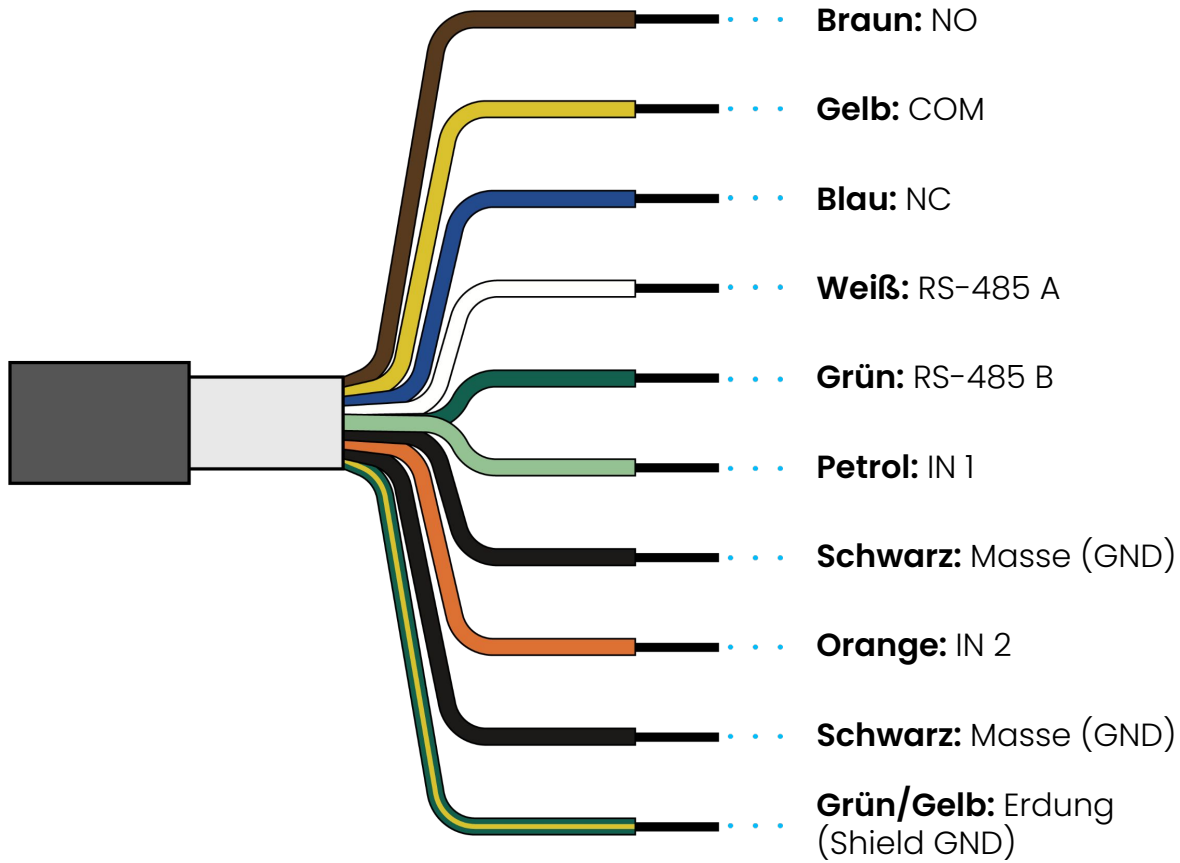 Braun: NO
Gelb: COM
Blau: NC
Weiß: RS-485 A
Grün: RS-485 B
Petrol: IN 1
Schwarz: Masse (GND)
Orange: IN 2
Schwarz: Masse (GND)
Grün/Gelb: Erdung
(Shield GND)